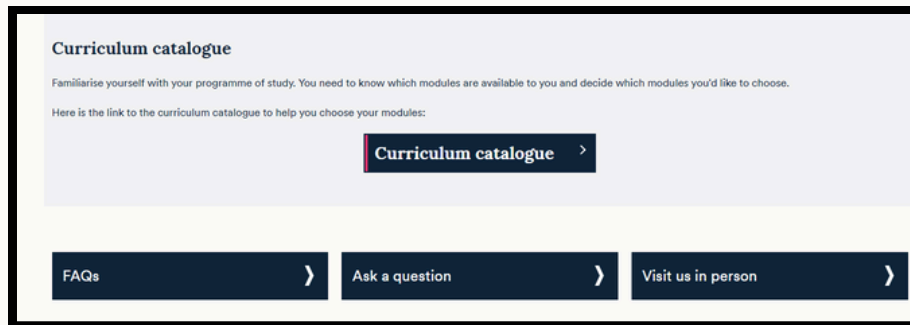 Curriculum catalogue
Familiarise yourself with your programme of study. You need to know which modules are available to you and decide which modules you'd like to choose.
Here is the link to the curriculum catalogue to help you choose your modules:
Curriculum catalogue
FAQs
Ask a question
Visit us in person